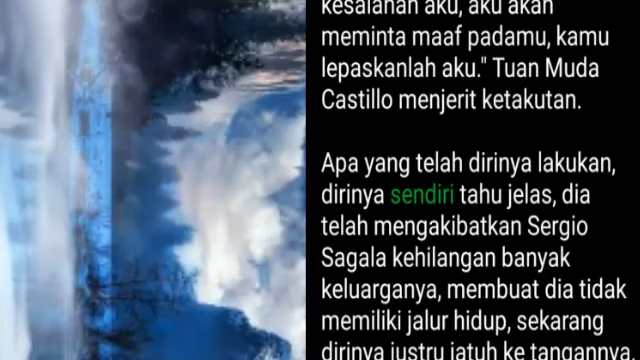 kesalahan aku, aku akan
meminta maaf padamu, kamu
lepaskanlah aku." Tuan Muda
Castillo menjerit ketakutan.
Apa yang telah dirinya lakukan,
dirinya sendiri tahu jelas, dia
telah mengakibatkan Sergio
Sagala kehilangan banyak
keluarganya, membuat dia tidak
memiliki jalur hidup, sekarang
dirinya justru jatuh ke tangannya,